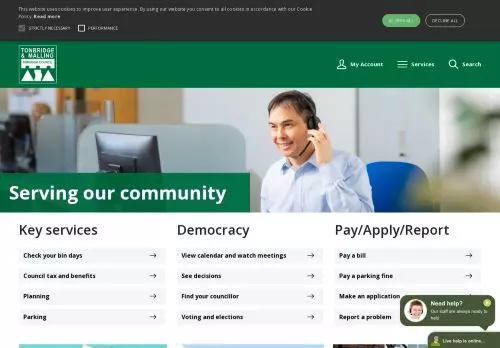 This website uses cookies to improve user experience. By using our website you consent to all cookies in accordance with our Cookie
Policy. Read more
STRICTLY NECESSARY
PERFORMANCE
DECLINE ALL
TONBRIDGE
& MALLING
BOROUGH COUNCIL
My Account
Services
Search
Serving our community
Key services
Check your bin days
Council tax and benefits
Planning
Parking
Democracy
View calendar and watch meetings
See decisions
Find your councillor
Voting and elections
Pay/Apply/Report
Pay a bill
Pay a parking fine
Make an application
Report a problem
Need help?
Our staff are always ready to
help
Live help is online...